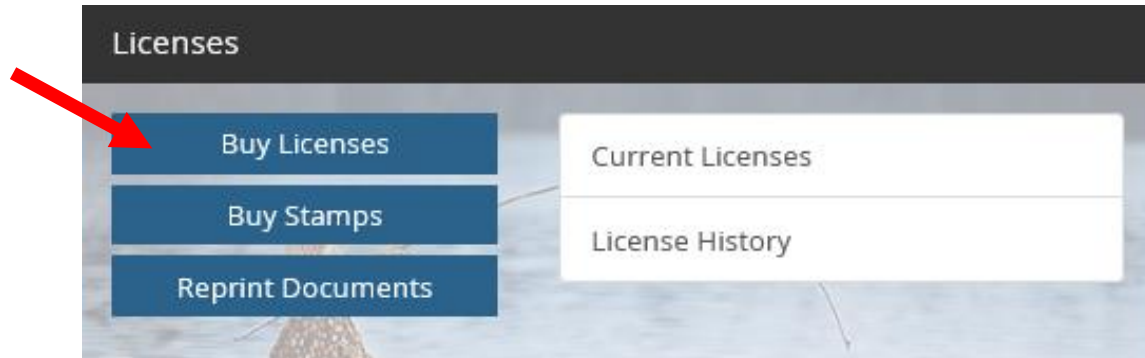 Licenses
Buy Licenses
Buy Stamps
Reprint Documents
Current Licenses
License History